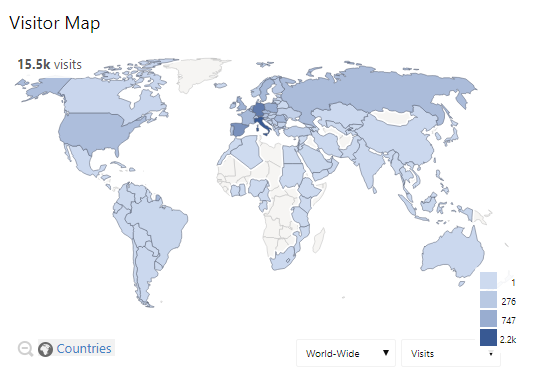 Visitor Map
15.5k visits
1
276
747
2.2k
Countries
World-Wide
Visits